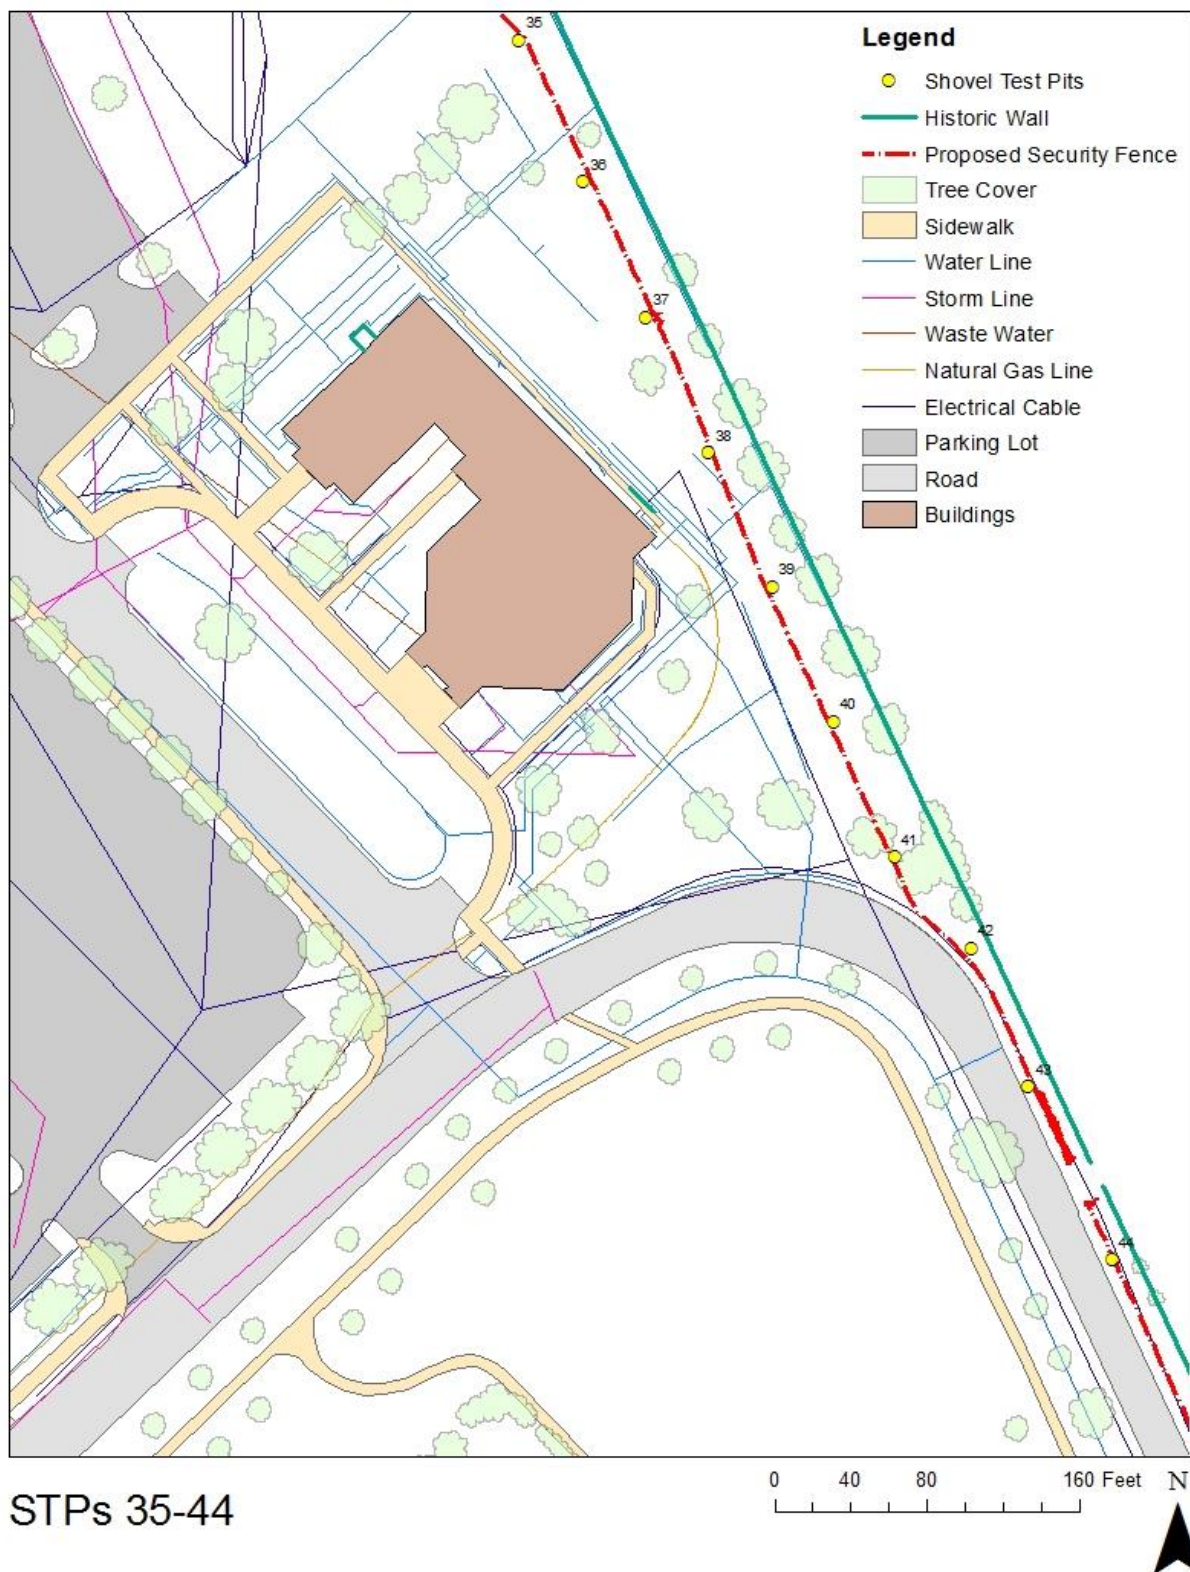 35
Legend
Shovel Test Pits
Historic Wall
Proposed Security Fence
Tree Cover
Sidewalk
Water Line
Storm Line
Waste Water
Natural Gas Line
Electrical Cable
Parking Lot
Road
Buildings
36
37
38
39
40
41
42
43
44
STPs 35-44
0 40 80 160 Feet
N